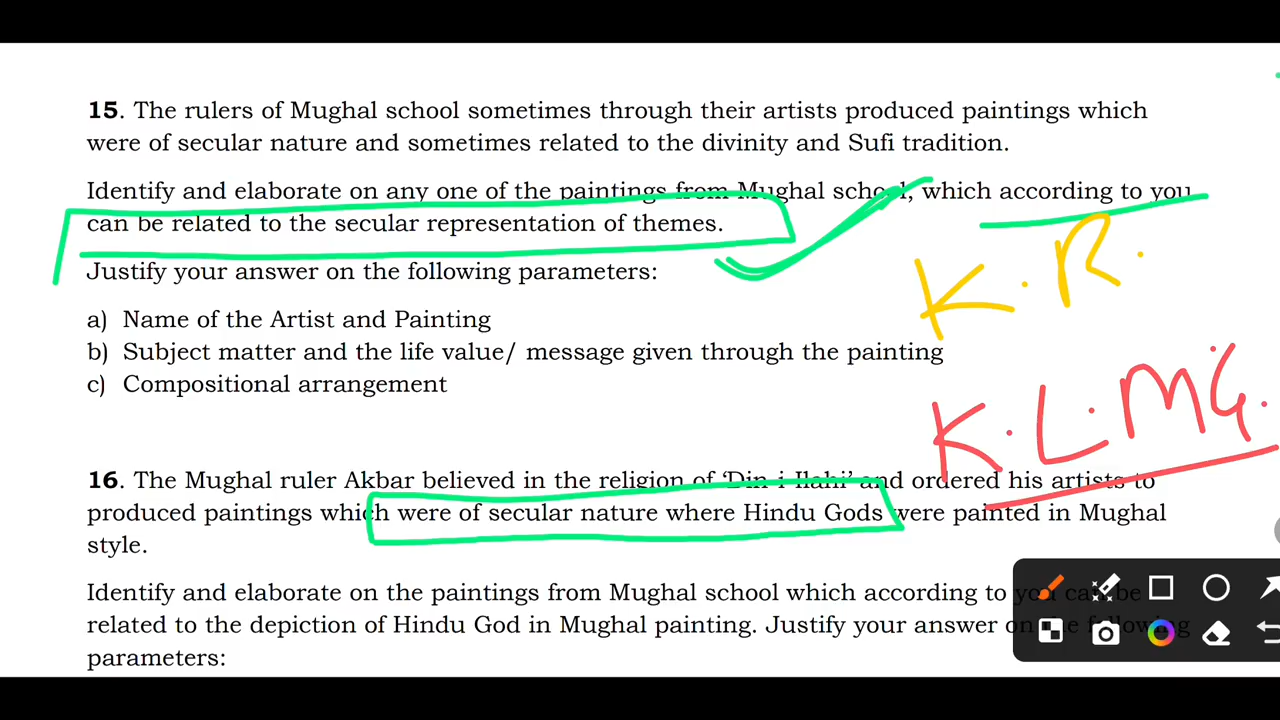 15. The rulers of Mughal school sometimes through their artists produced paintings which
were of secular nature and sometimes related to the divinity and Sufi tradition.
Identify and elaborate on any one of the paintings from Mughal school, which according to you
can be related to the secular representation of themes.
Justify your answer on the following parameters:
K.R.
a) Name of the Artist and Painting
b) Subject matter and the life value/ message given through the painting
c) Compositional arrangement
K.L.MG.
16. The Mughal ruler Akbar believed in the religion of ‘Din-i-Ilahi’ and ordered his artists to
produced paintings which were of secular nature where Hindu Gods were painted in Mughal
style.
Identify and elaborate on the paintings from Mughal school which according to you can be
related to the depiction of Hindu God in Mughal painting. Justify your answer on the following
parameters: